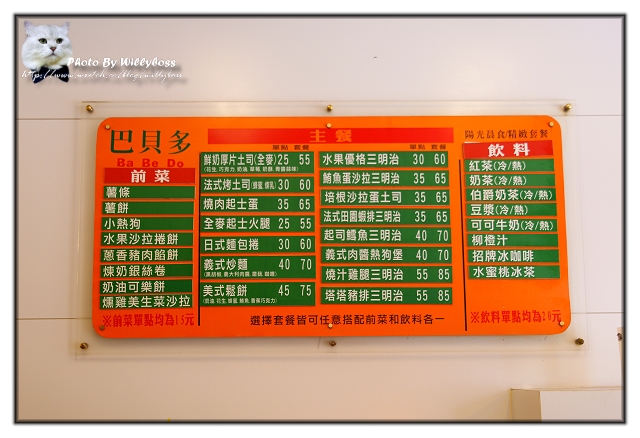 Photo By Willyboss
巴貝多
Ba Be Do
前菜
薯條
薯餅
小熱狗
水果沙拉捲餅
蔥香豬肉餡餅
煉奶銀絲卷
奶油可樂餅
燻雞美生菜沙拉
※前菜單點均為15元
主餐
單點 套餐
鮮奶厚片土司(全麥) 25 55
法式烤土司 30 60
燒肉起士蛋 35 65
全麥起士火腿 25 55
日式麵包捲 30 60
義式炒麵 40 70
美式鬆餅 45 75
單點 套餐
水果優格三明治 30 60
鮪魚蛋沙拉三明治 35 65
培根沙拉蛋土司 35 65
法式田園蝦排三明治 35 65
起司鱈魚三明治 40 70
義式肉醬熱狗堡 40 70
燒汁雞腿三明治 55 85
塔塔豬排三明治 55 85
選擇套餐皆可任意搭配前菜和飲料各一
陽光晨食/精緻套餐
飲料
紅茶(冷/熱)
奶茶(冷/熱)
伯爵奶茶(冷/熱)
豆漿(冷/熱)
可可牛奶(冷/熱)
柳橙汁
招牌冰咖啡
水蜜桃冰茶
※飲料單點均為20元